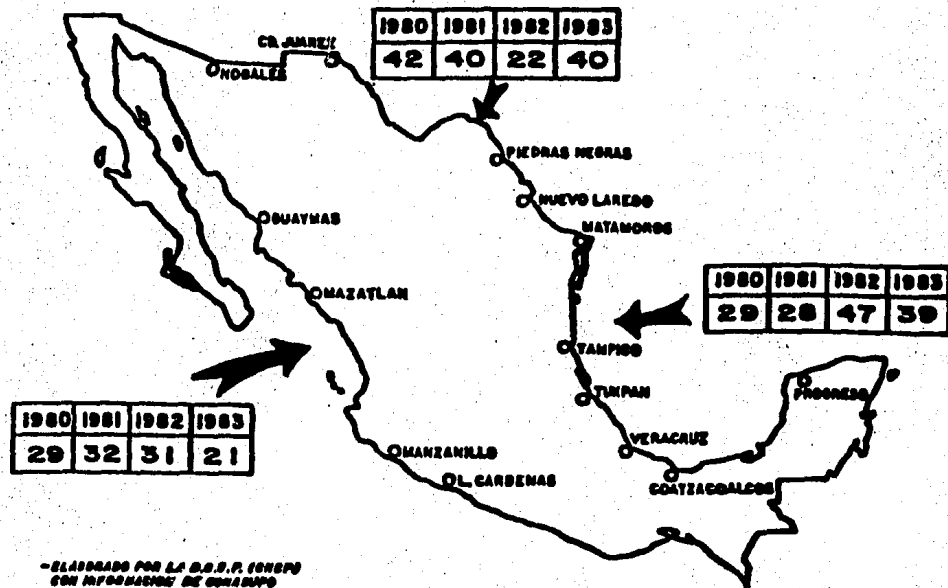 1980 1981 1982 1983
42 40 22 40
CD. JUAREZ
NOGALES
PIEDRAS NEGRAS
NUEVO LAREDO
MATAMOROS
GUAYMAS
1980 1981 1982 1983
29 28 47 39
MAZATLAN
TAMPICO
TUXPAN
PROGRESO
1980 1981 1982 1983
29 32 31 21
VERACRUZ
MANZANILLO
L. CARDENAS
COATZACOALCOS
-ELABORADO POR LA
CON INFORMACION DE CONASUPO